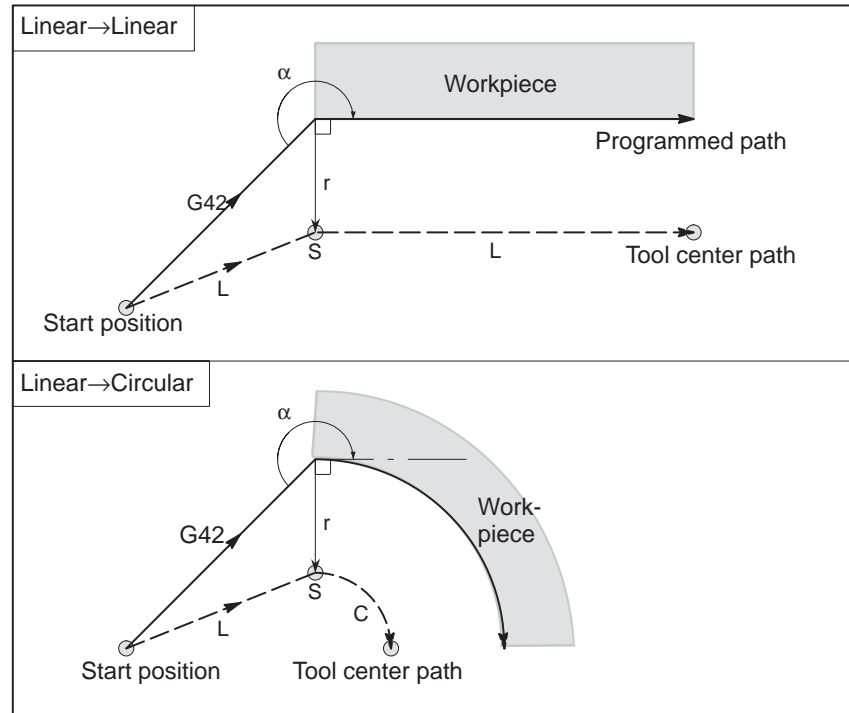 Linear→Linear
α
Workpiece
Programmed path
G42
r
S
L
L
Tool center path
Start position
Linear→Circular
α
Work-
piece
G42
r
S
C
L
Start position
Tool center path